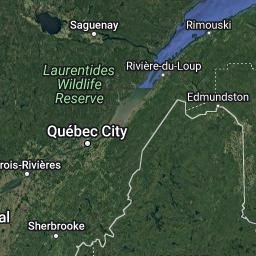 Saguenay
Rimouski
Laurentides
Wildlife
Reserve
Rivière-du-Loup
Edmundston
Québec City
rois-Rivières
al
Sherbrooke